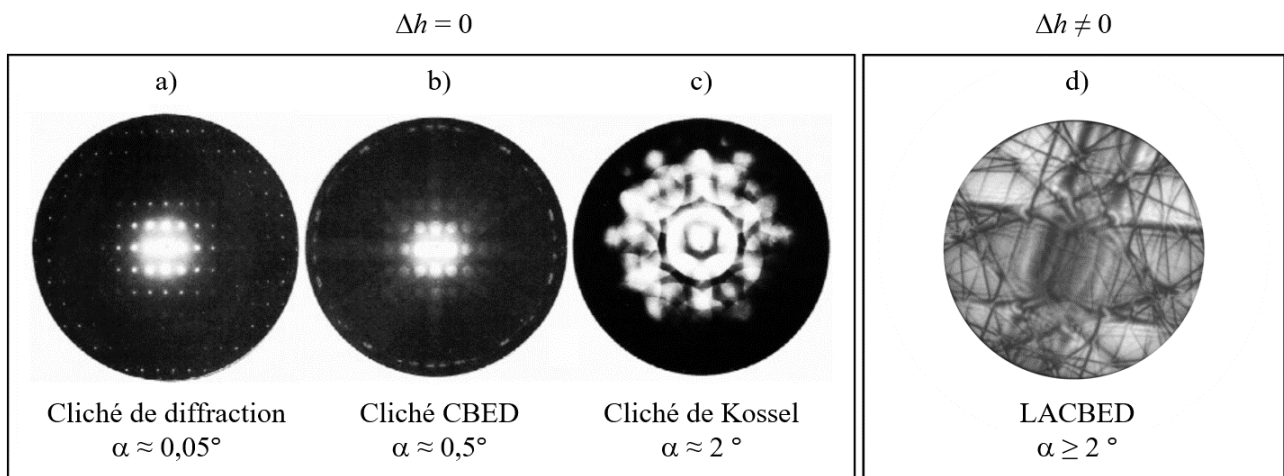 Δh = 0
Δh ≠ 0
a)
b)
c)
d)
Cliché de diffraction
α ≈ 0,05°
Cliché CBED
α ≈ 0,5°
Cliché de Kossel
α ≈ 2 °
LACBED
α ≥ 2 °